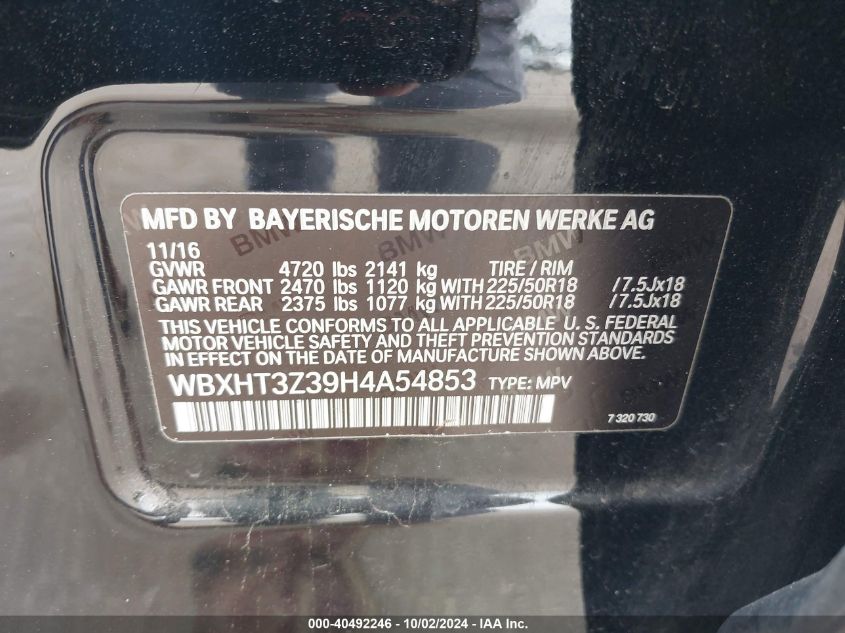 MFD BY BAYERISCHE MOTOREN WERKE AG
11/16
GVWR 4720 lbs 2141 kg TIRE / RIM
GAWR FRONT 2470 lbs 1120 kg WITH 225/50R18 /7.5Jx18
GAWR REAR 2375 lbs 1077 kg WITH 225/50R18 /7.5Jx18
THIS VEHICLE CONFORMS TO ALL APPLICABLE U. S. FEDERAL
MOTOR VEHICLE SAFETY AND THEFT PREVENTION STANDARDS
IN EFFECT ON THE DATE OF MANUFACTURE SHOWN ABOVE.
WBXHT3Z39H4A54853 TYPE: MPV
7 320 730
000-40492246 - 10/02/2024 - IAA Inc.